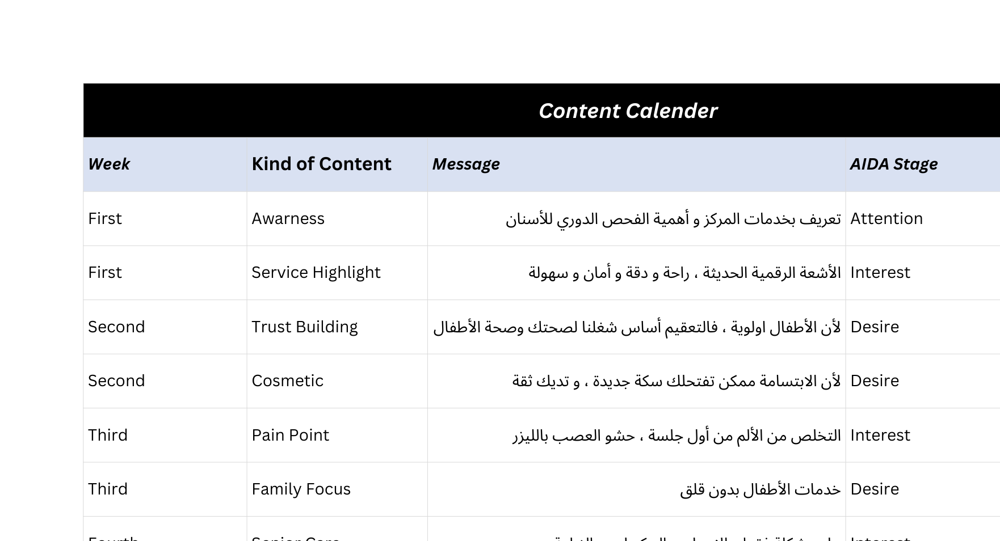 Content Calender
Week Kind of Content Message AIDA Stage
First Awarness تعريف بخدمات المركز و أهمية الفحص الدوري للأسنان Attention
First Service Highlight الأشعة الرقمية الحديثة ، راحة و دقة و أمان و سهولة Interest
Second Trust Building لأن الأطفال اولوية ، فالتعقيم أساس شغلنا لصحتك وصحة الأطفال Desire
Second Cosmetic لأن الابتسامة ممكن تفتحلك سكة جديدة ، و تديك ثقة Desire
Third Pain Point التخلص من الألم من أول جلسة ، حشو العصب بالليزر Interest
Third Family Focus خدمات الأطفال بدون قلق Desire
Fourth Senior Care Interest